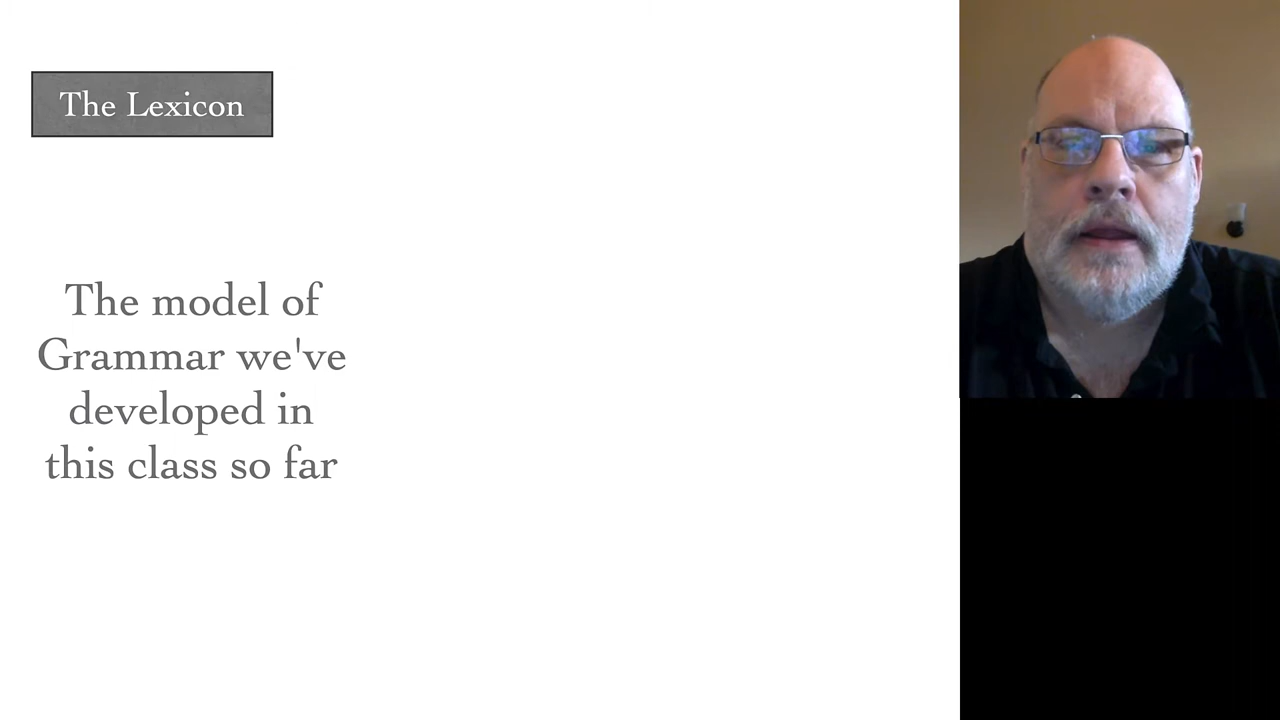 The Lexicon
The model of
Grammar we've
developed in
this class so far